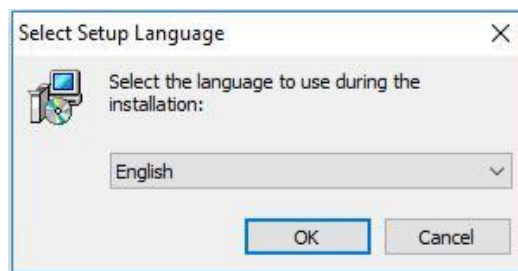 Select Setup Language
Select the language to use during the
installation:
English
OK
Cancel